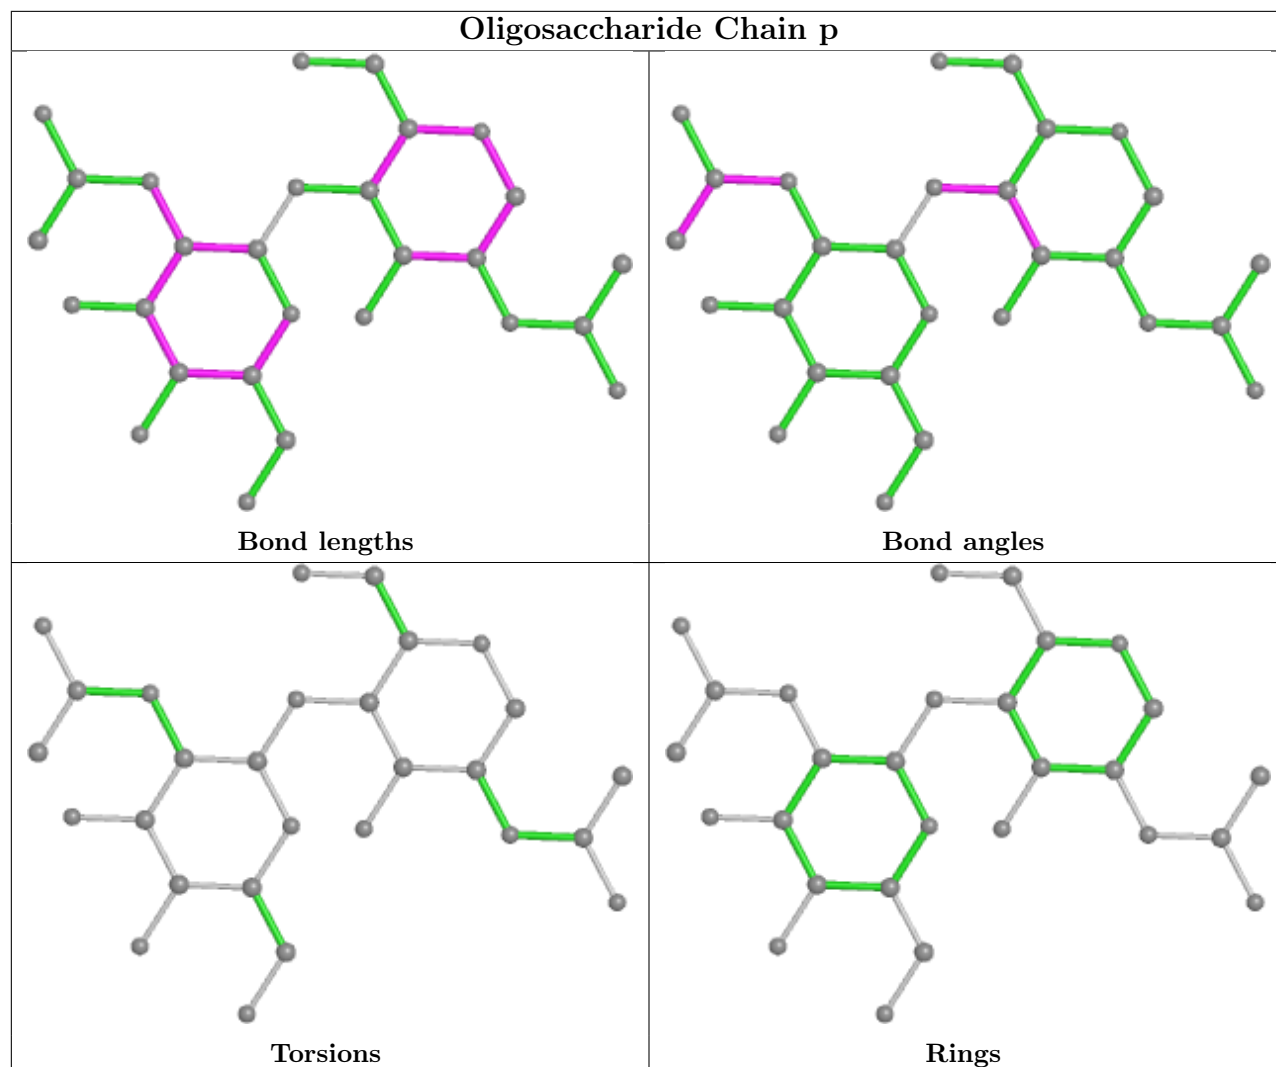 Oligosaccharide Chain p
Bond lengths
Bond angles
Torsions
Rings